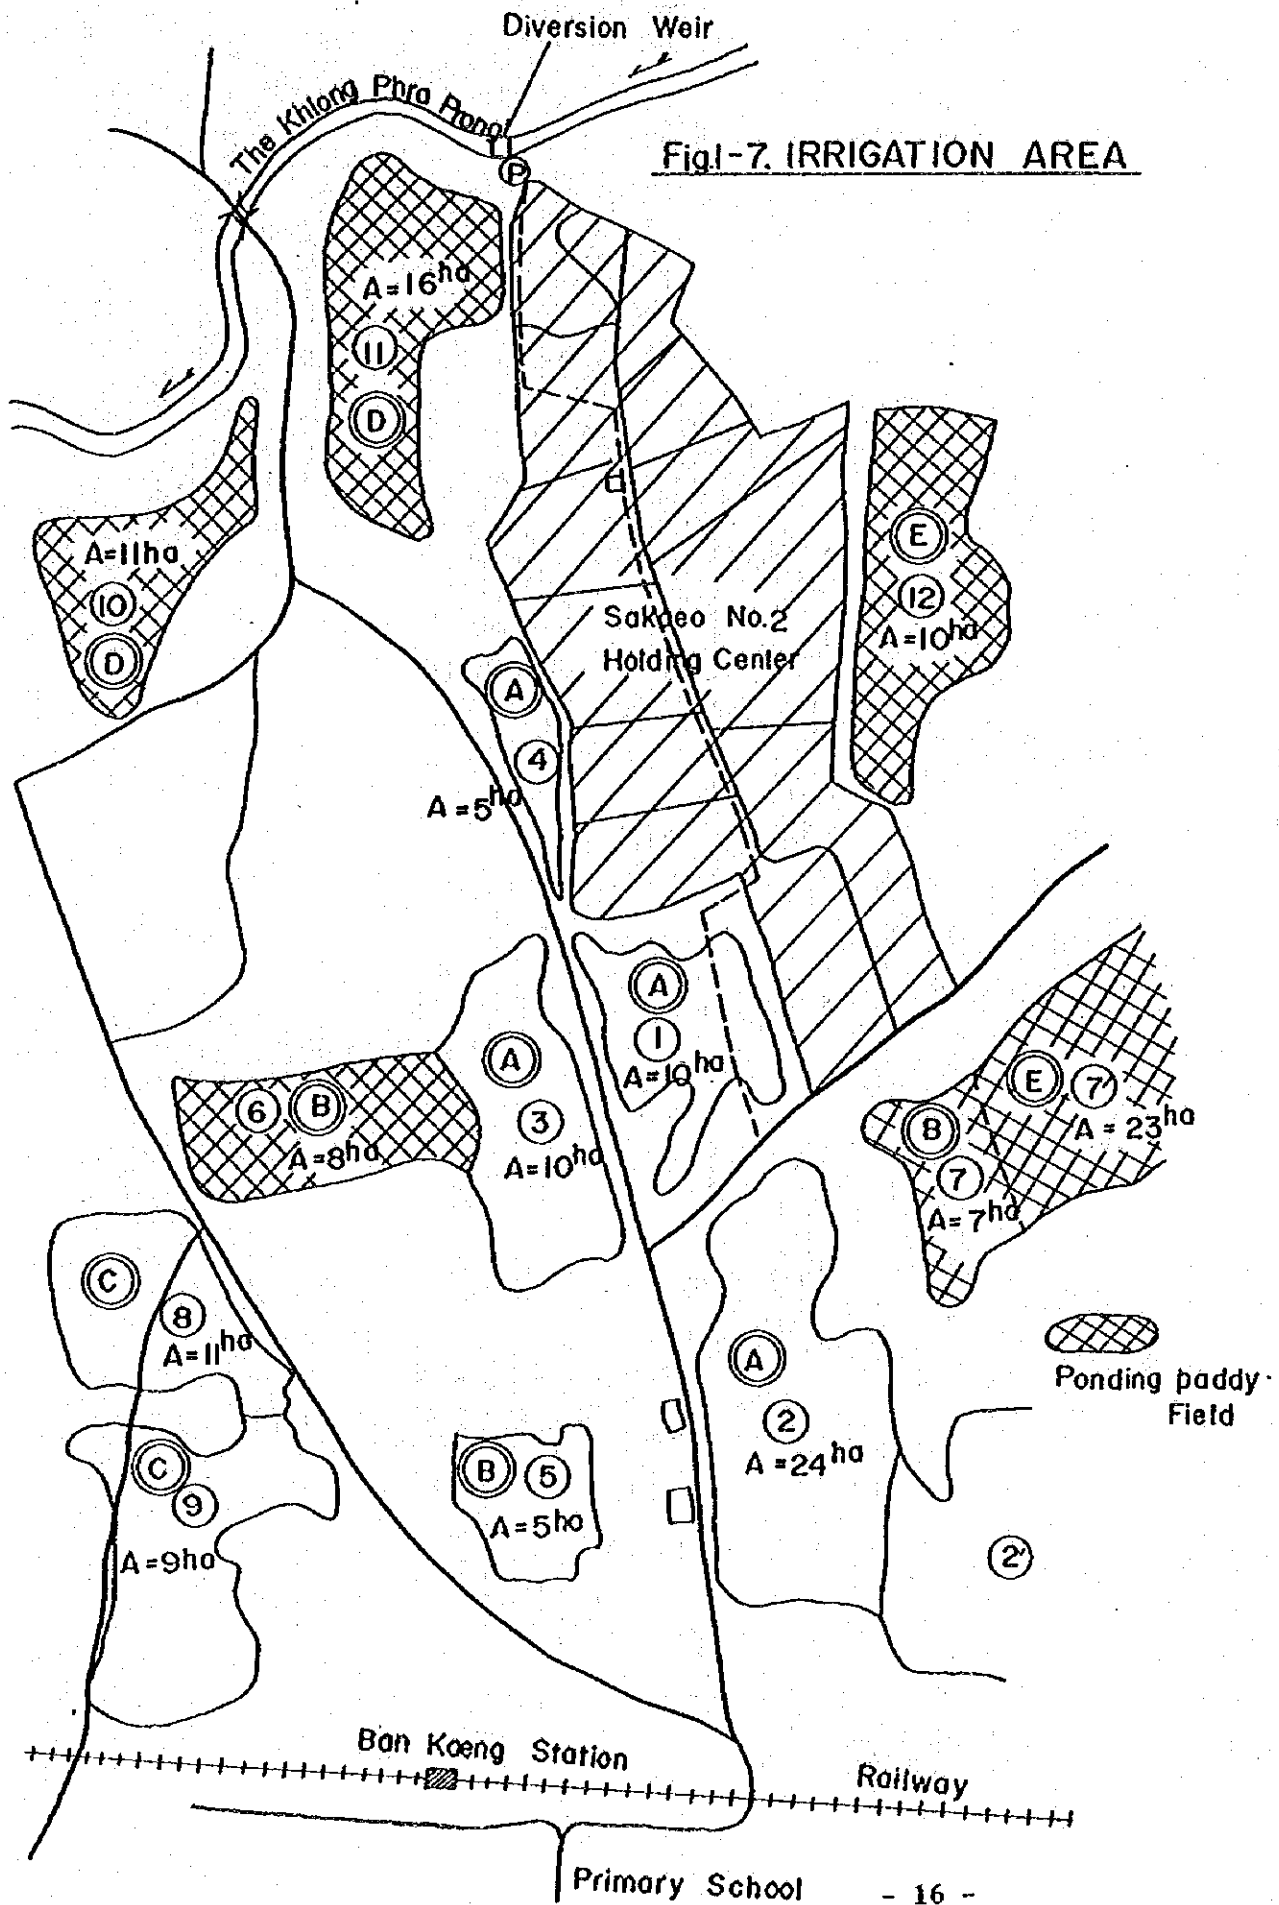 Diversion Weir
The Khlong Phra Prong
P
Fig.1-7. IRRIGATION AREA
A=16ha
11
D
A=11ha
10
D
E
12
A=10ha
Sakaeo No.2
Holding Center
A
4
A=5ha
A
1
A=10ha
A
3
A=10ha
6 B
A=8ha
E 7'
A=23ha
B
7
A=7ha
C
8
A=11ha
A
2
A=24ha
Ponding paddy
Field
C
9
A=9ha
B 5
A=5ha
2'
Ban Kaeng Station
Railway
Primary School
- 16 -